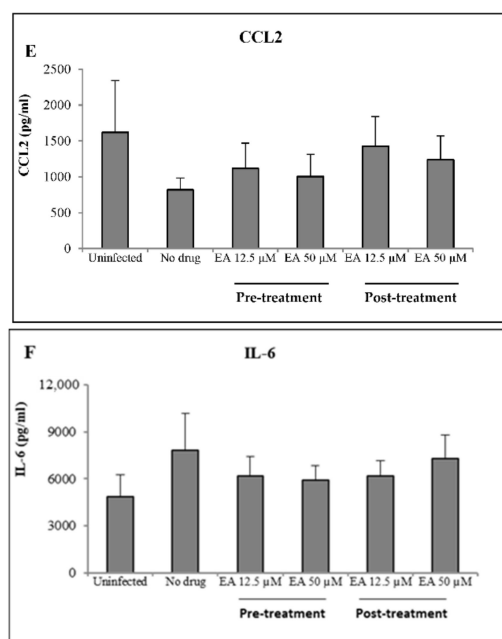 CCL2
E
2500
2000
1500
1000
500
0
CCL2 (pg/ml)
Uninfected No drug EA 12.5 µM EA 50 µM EA 12.5 µM EA 50 µM
Pre-treatment Post-treatment
F IL-6
12,000
9000
6000
3000
0
IL-6 (pg/ml)
Uninfected No drug EA 12.5 µM EA 50 µM EA 12.5 µM EA 50 µM
Pre-treatment Post-treatment